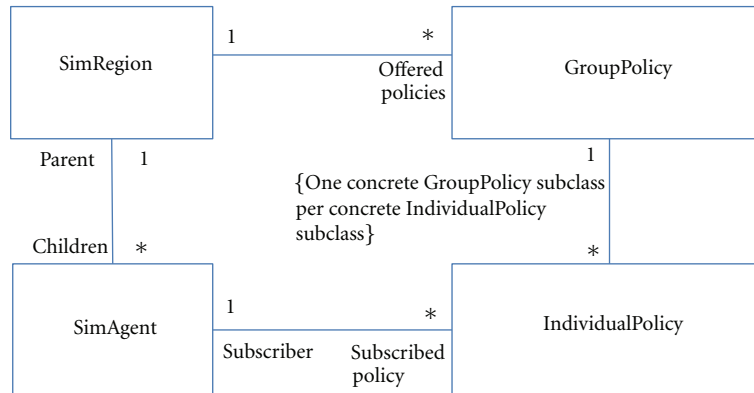 SimRegion
1
*
Offered
policies
GroupPolicy
Parent
1
1
{One concrete GroupPolicy subclass
per concrete IndividualPolicy
subclass}
Children
*
*
SimAgent
1
*
Subscriber
Subscribed
policy
IndividualPolicy